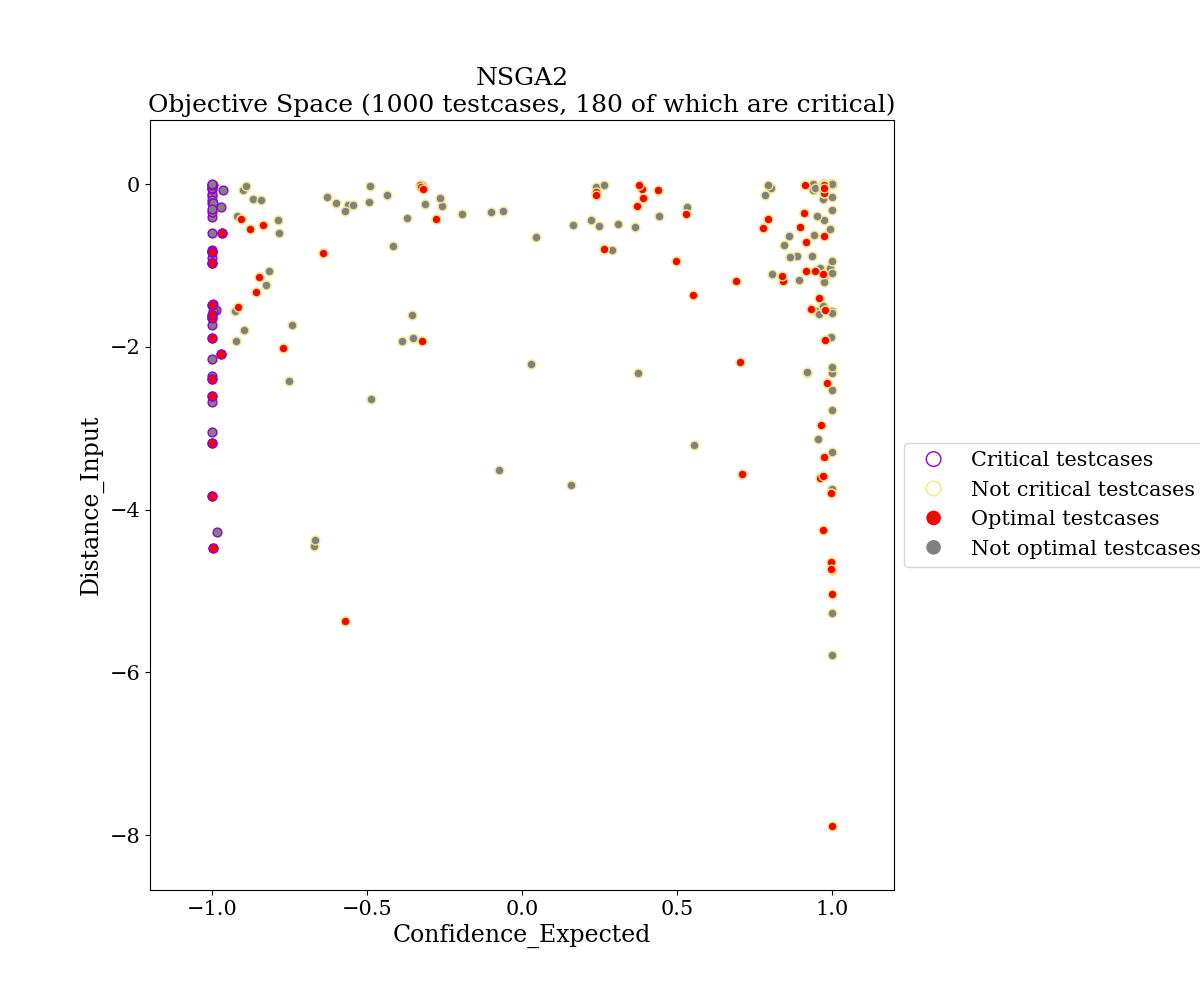 NSGA2
Objective Space (1000 testcases, 180 of which are critical)
0
−2
−4
−6
−8
Distance_Input
−1.0
−0.5
0.0
0.5
1.0
Confidence_Expected
Critical testcases
Not critical testcases
Optimal testcases
Not optimal testcases